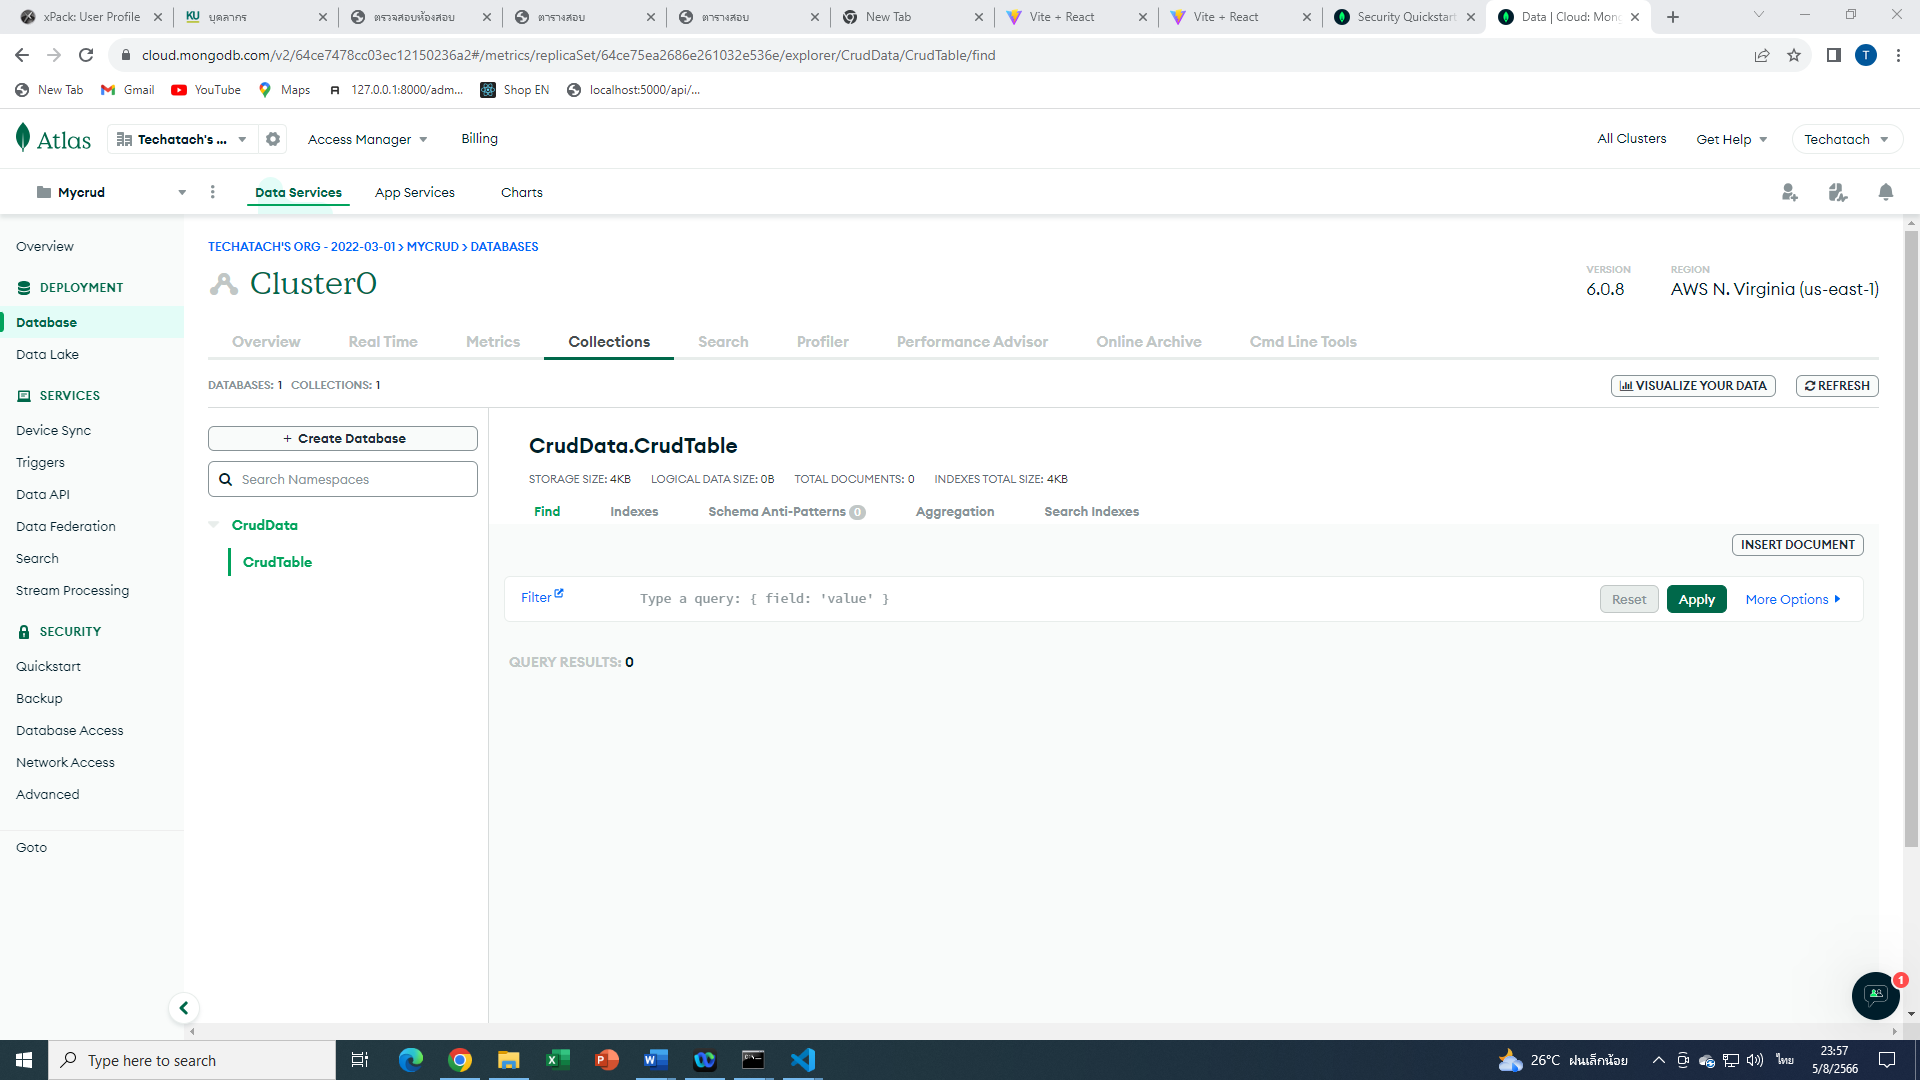 xPack: User Profile
KU บุคลากร
ตรวจสอบห้องสอบ
ตารางสอบ
ตารางสอบ
New Tab
Vite + React
Vite + React
Security Quickstart
Data | Cloud: Mong
cloud.mongodb.com/v2/64ce7478cc03ec12150236a2#/metrics/replicaSet/64ce75ea2686e261032e536e/explorer/CrudData/CrudTable/find
T
New Tab
Gmail
YouTube
Maps
127.0.0.1:8000/adm...
Shop EN
localhost:5000/api/...
Atlas
Techatach's ...
Access Manager
Billing
All Clusters
Get Help
Techatach
Mycrud
Data Services
App Services
Charts
Overview
DEPLOYMENT
Database
Data Lake
SERVICES
Device Sync
Triggers
Data API
Data Federation
Search
Stream Processing
SECURITY
Quickstart
Backup
Database Access
Network Access
Advanced
Goto
TECHATACH'S ORG - 2022-03-01 > MYCRUD > DATABASES
Cluster0
VERSION
6.0.8
REGION
AWS N. Virginia (us-east-1)
Overview
Real Time
Metrics
Collections
Search
Profiler
Performance Advisor
Online Archive
Cmd Line Tools
DATABASES: 1 COLLECTIONS: 1
VISUALIZE YOUR DATA
REFRESH
+ Create Database
Search Namespaces
CrudData
CrudTable
CrudData.CrudTable
STORAGE SIZE: 4KB
LOGICAL DATA SIZE: 0B
TOTAL DOCUMENTS: 0
INDEXES TOTAL SIZE: 4KB
Find
Indexes
Schema Anti-Patterns 0
Aggregation
Search Indexes
INSERT DOCUMENT
Filter
Type a query: { field: 'value' }
Reset
Apply
More Options
QUERY RESULTS: 0
1
Type here to search
26°C ฝนเล็กน้อย
ไทย
23:57
5/8/2566